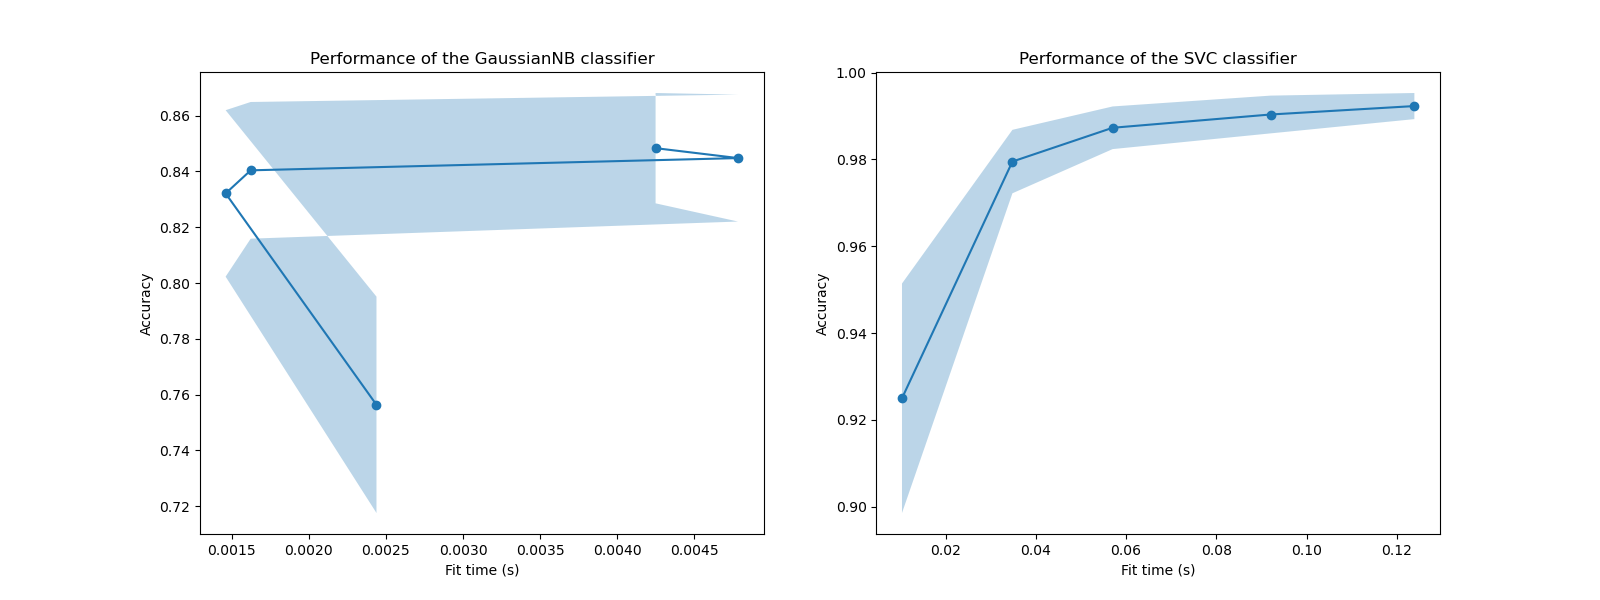 Performance of the GaussianNB classifier
0.86
0.84
0.82
0.80
0.78
0.76
0.74
0.72
Accuracy
0.0015 0.0020 0.0025 0.0030 0.0035 0.0040 0.0045
Fit time (s)
Performance of the SVC classifier
1.00
0.98
0.96
0.94
0.92
0.90
Accuracy
0.02 0.04 0.06 0.08 0.10 0.12
Fit time (s)